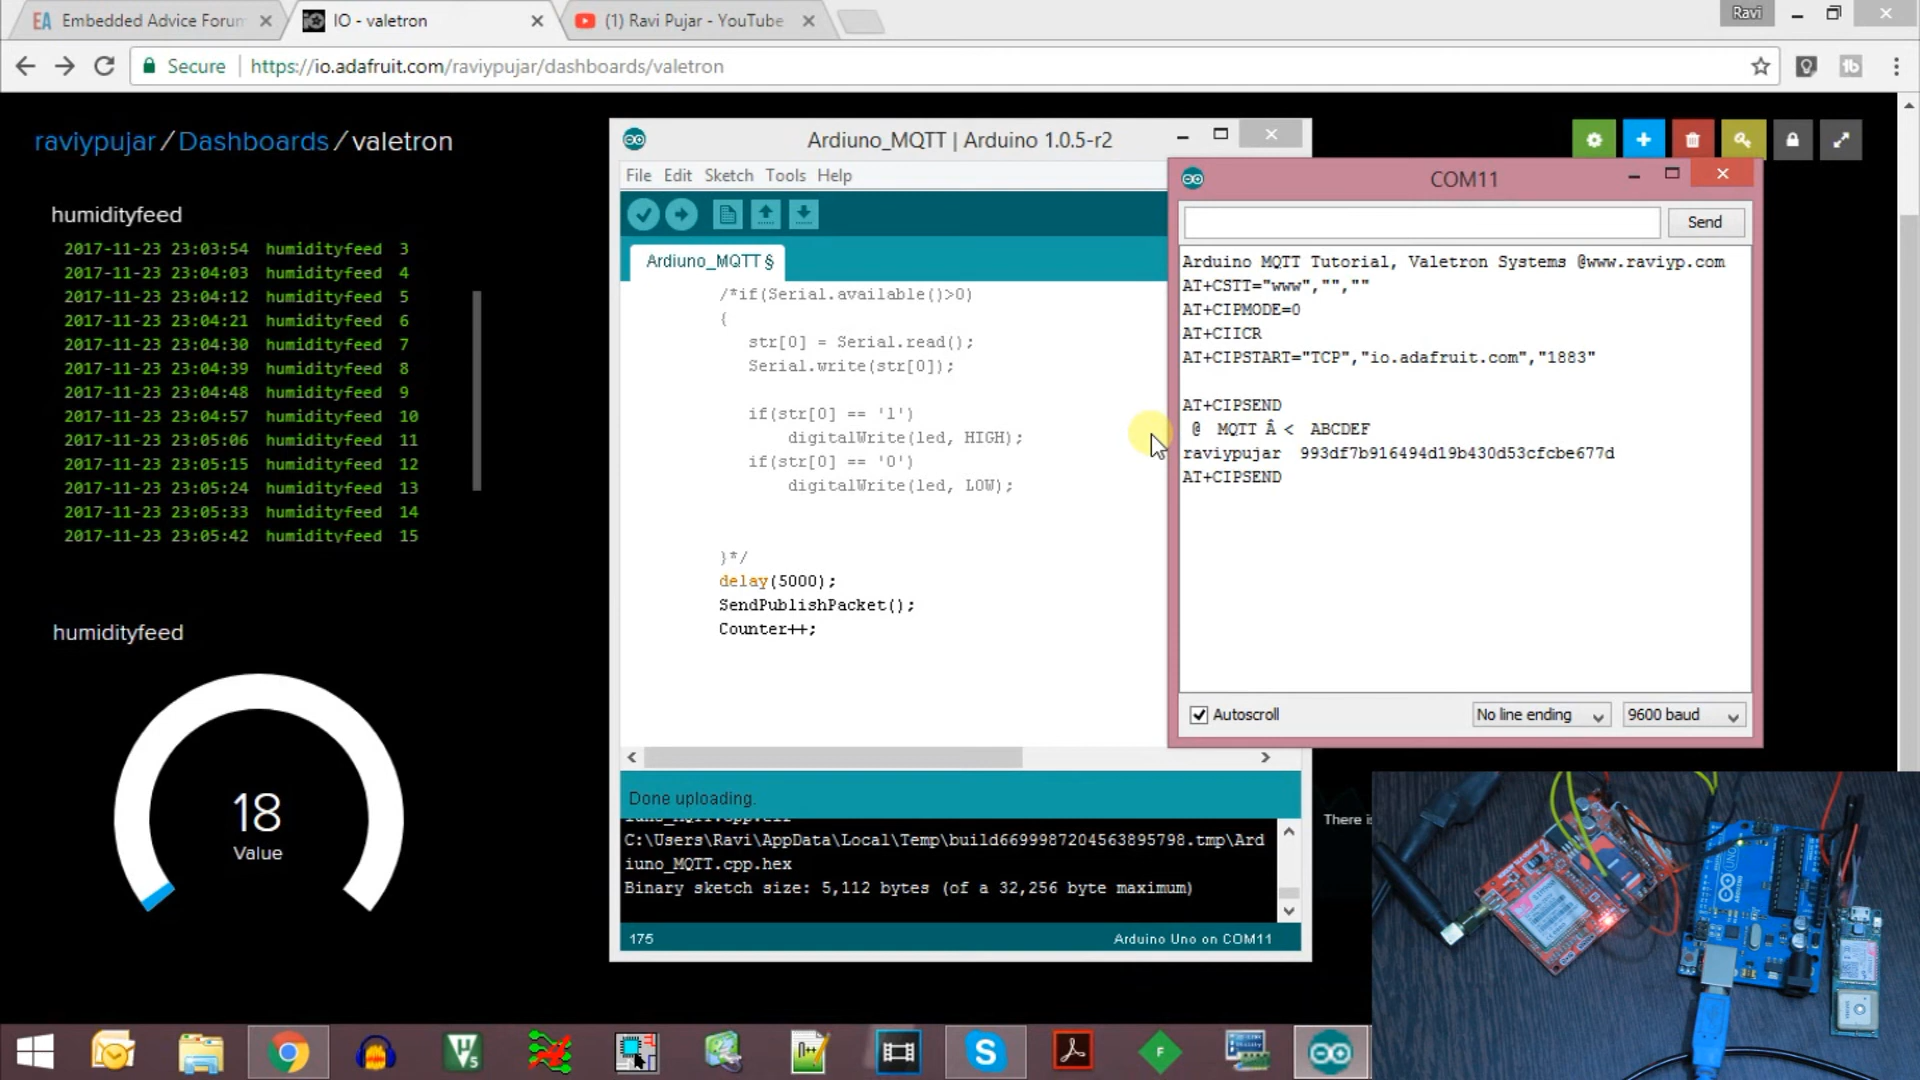 Embedded Advice Forum
IO - valetron
(1) Ravi Pujar - YouTube
Ravi
Secure
https://io.adafruit.com/raviypujar/dashboards/valetron
raviypujar / Dashboards / valetron
humidityfeed
2017-11-23 23:03:54 humidityfeed 3
2017-11-23 23:04:03 humidityfeed 4
2017-11-23 23:04:12 humidityfeed 5
2017-11-23 23:04:21 humidityfeed 6
2017-11-23 23:04:30 humidityfeed 7
2017-11-23 23:04:39 humidityfeed 8
2017-11-23 23:04:48 humidityfeed 9
2017-11-23 23:04:57 humidityfeed 10
2017-11-23 23:05:06 humidityfeed 11
2017-11-23 23:05:15 humidityfeed 12
2017-11-23 23:05:24 humidityfeed 13
2017-11-23 23:05:33 humidityfeed 14
2017-11-23 23:05:42 humidityfeed 15
humidityfeed
18
Value
Ardiuno_MQTT | Arduino 1.0.5-r2
File Edit Sketch Tools Help
Ardiuno_MQTT §
/*if(Serial.available()>0)
{
str[0] = Serial.read();
Serial.write(str[0]);
if(str[0] == '1')
digitalWrite(led, HIGH);
if(str[0] == '0')
digitalWrite(led, LOW);
}*/
delay(5000);
SendPublishPacket();
Counter++;
Done uploading.
C:\Users\Ravi\AppData\Local\Temp\build6699987204563895798.tmp\Ard
iuno_MQTT.cpp.hex
Binary sketch size: 5,112 bytes (of a 32,256 byte maximum)
175
Arduino Uno on COM11
COM11
Send
Arduino MQTT Tutorial, Valetron Systems @www.raviyp.com
AT+CSTT="www","",""
AT+CIPMODE=0
AT+CIICR
AT+CIPSTART="TCP","io.adafruit.com","1883"
AT+CIPSEND
@ MQTT Â < ABCDEF
raviypujar 993df7b916494d19b430d53cfcbe677d
AT+CIPSEND
Autoscroll
No line ending
9600 baud
There i